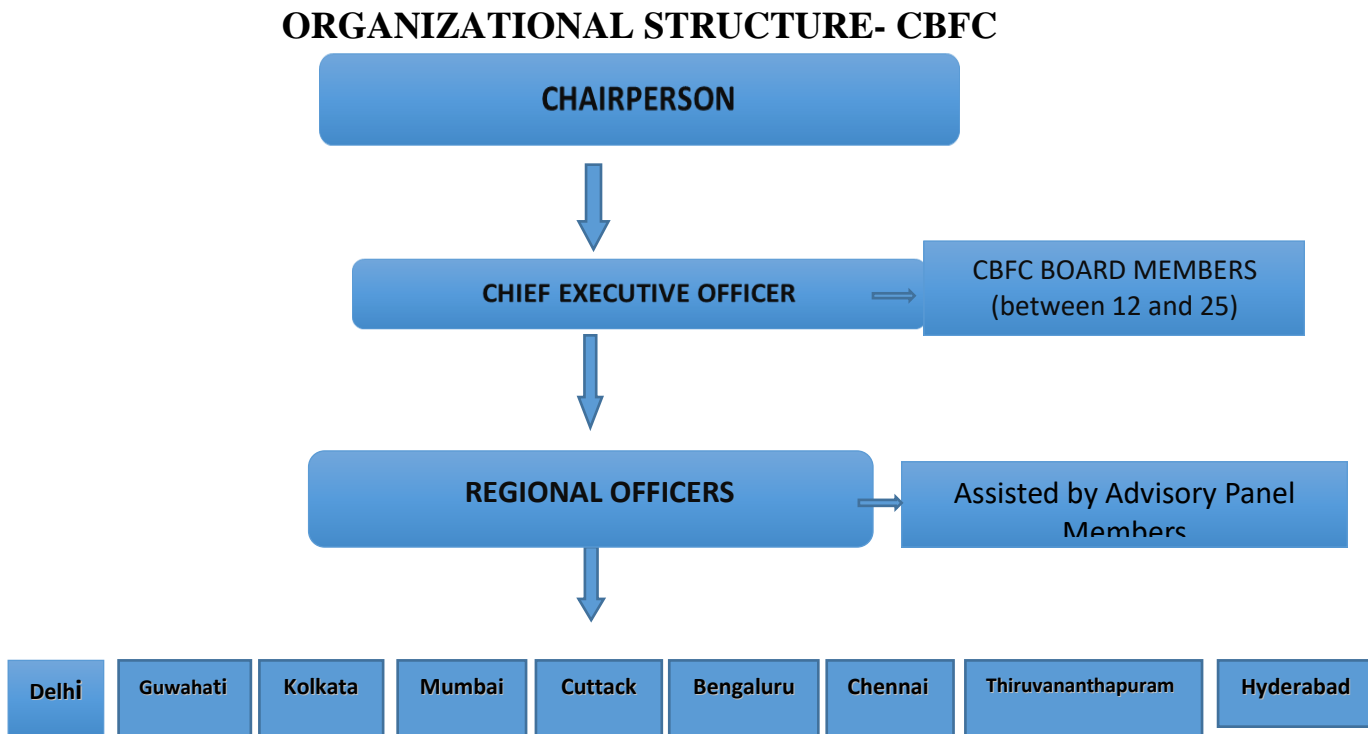 ORGANIZATIONAL STRUCTURE- CBFC
CHAIRPERSON
CHIEF EXECUTIVE OFFICER
CBFC BOARD MEMBERS
(between 12 and 25)
REGIONAL OFFICERS
Assisted by Advisory Panel
Members
Delhi
Guwahati
Kolkata
Mumbai
Cuttack
Bengaluru
Chennai
Thiruvananthapuram
Hyderabad